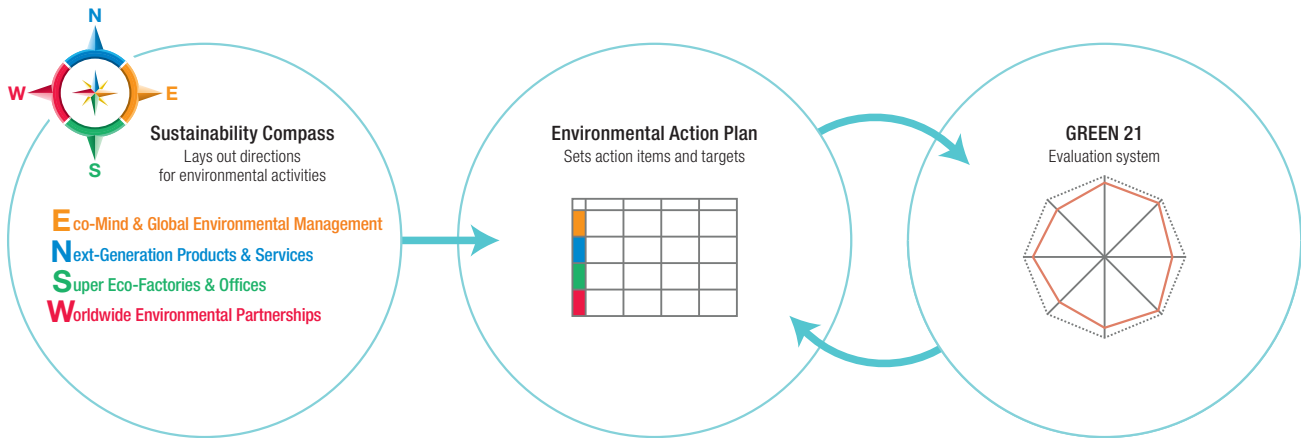 N
W
E
S
Sustainability Compass
Lays out directions
for environmental activities
Eco-Mind & Global Environmental Management
Next-Generation Products & Services
Super Eco-Factories & Offices
Worldwide Environmental Partnerships
Environmental Action Plan
Sets action items and targets
GREEN 21
Evaluation system